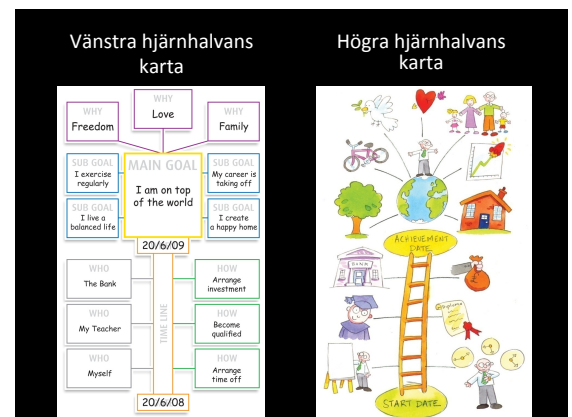 Vänstra hjärnhalvans
karta
Högra hjärnhalvans
karta
WHY
Freedom
WHY
Love
WHY
Family
SUB GOAL
I exercise
regularly
MAIN GOAL
I am on top
of the world
SUB GOAL
My career is
taking off
SUB GOAL
I live a
balanced life
SUB GOAL
I create
a happy home
20/6/09
WHO
The Bank
HOW
Arrange
investment
WHO
My Teacher
TIME LINE
HOW
Become
qualified
WHO
Myself
HOW
Arrange
time off
20/6/08
ACHIEVEMENT
DATE
BANK
START DATE